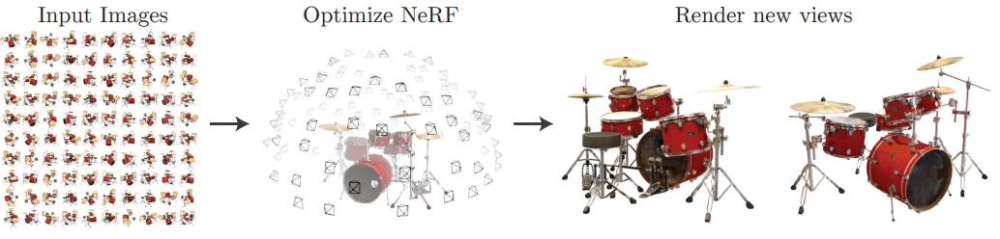 Input Images
Optimize NeRF
Render new views